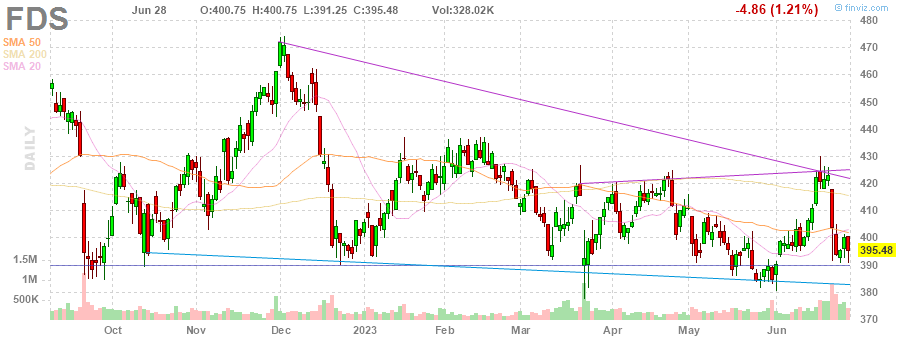 FDS Jun 28 O:400.75 H:400.75 L:391.25 C:395.48 Vol:328.02K -4.86 (1.21%) © finviz.com
SMA 50
SMA 200
SMA 20
DAILY
480
470
460
450
440
430
420
410
400
395.48
390
380
370
1.5M
1M
500K
Oct Nov Dec 2023 Feb Mar Apr May Jun